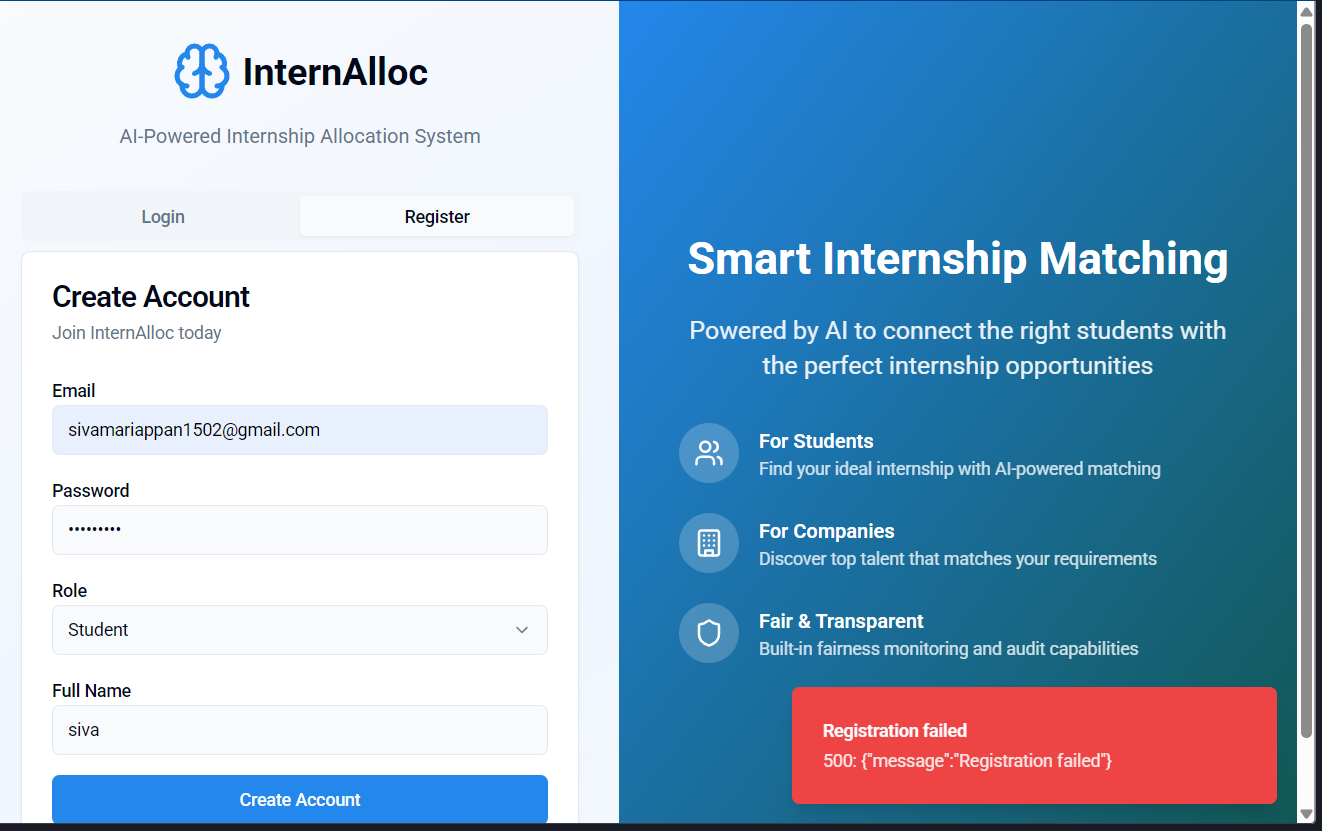 InternAlloc
AI-Powered Internship Allocation System
Login
Register
Create Account
Join InternAlloc today
Email
sivamariappan1502@gmail.com
Password
•••••••••
Role
Student
Full Name
siva
Create Account
Smart Internship Matching
Powered by AI to connect the right students with
the perfect internship opportunities
For Students
Find your ideal internship with AI-powered matching
For Companies
Discover top talent that matches your requirements
Fair & Transparent
Built-in fairness monitoring and audit capabilities
Registration failed
500: {"message":"Registration failed"}